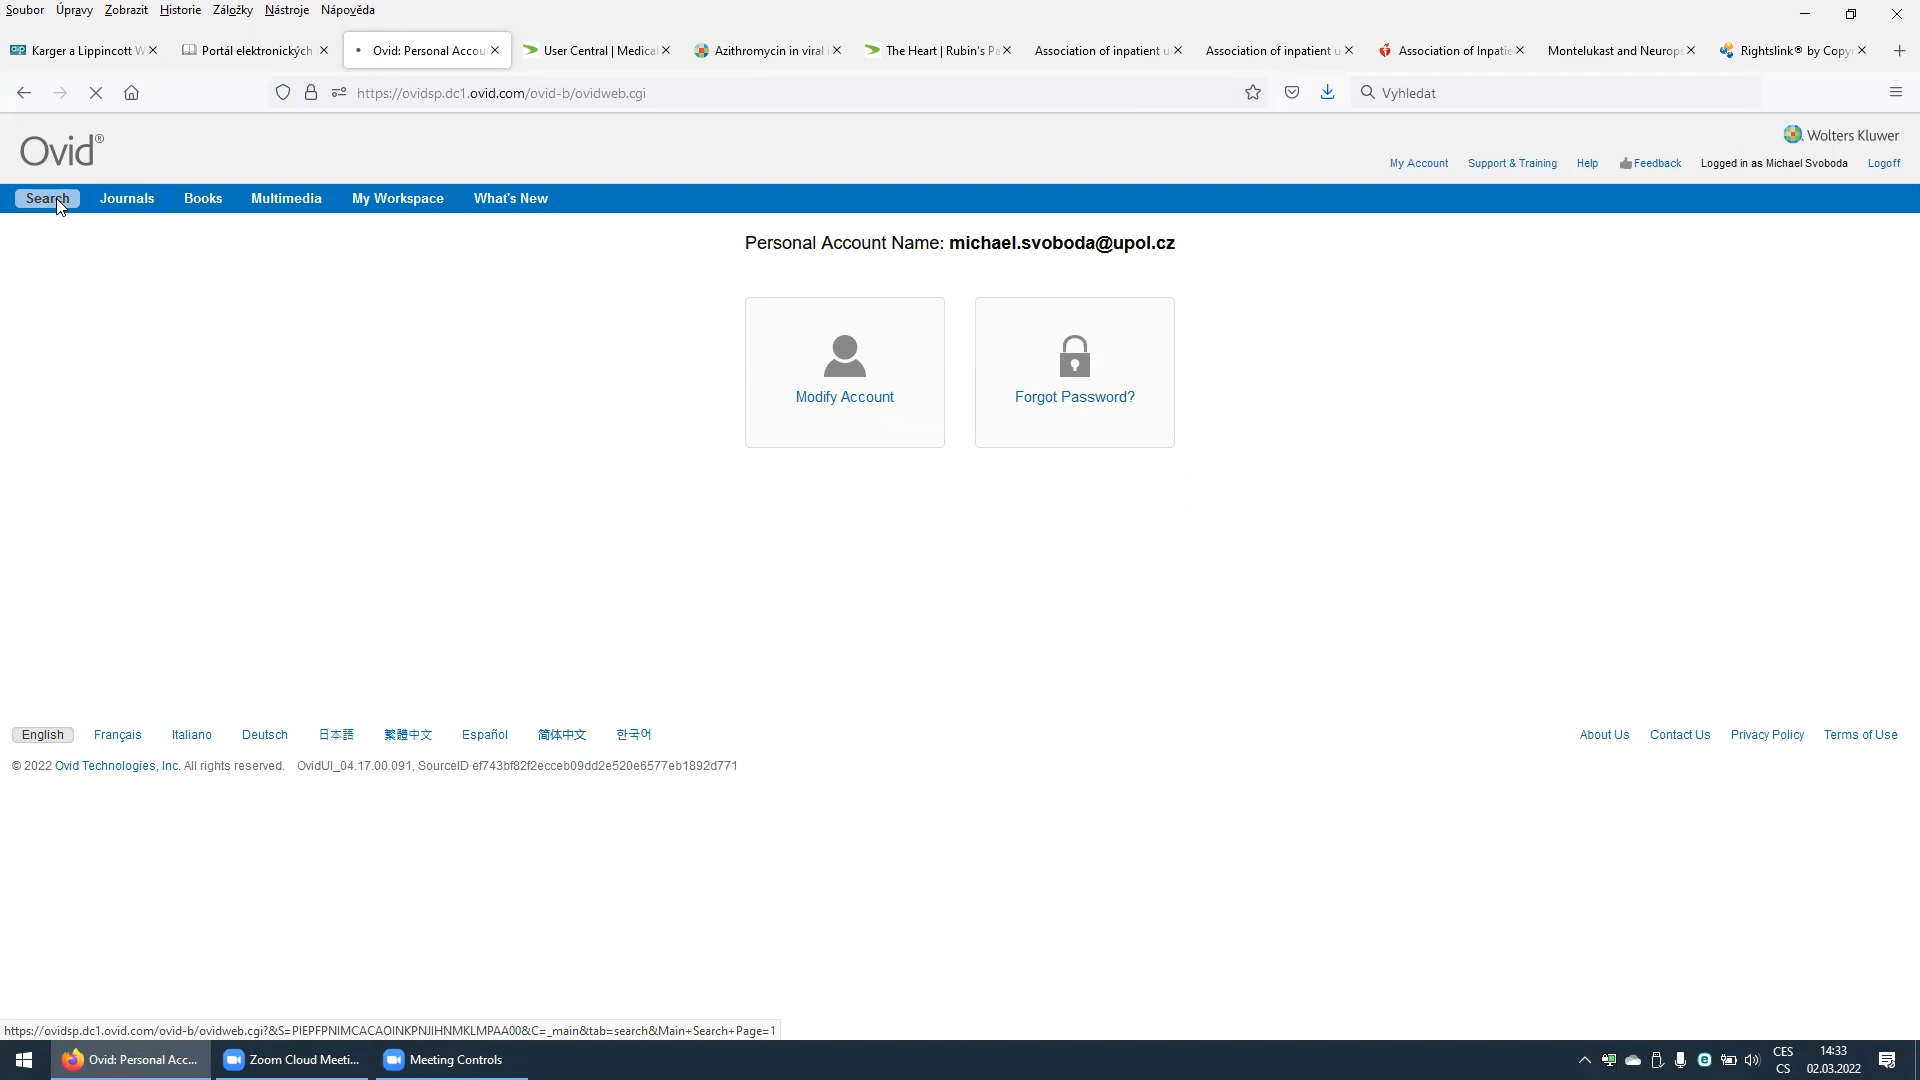 Soubor Úpravy Zobrazit Historie Záložky Nástroje Nápověda
Karger a Lippincott W
Portál elektronických
Ovid: Personal Accou
User Central | Medical
Azithromycin in viral i
The Heart | Rubin's Pa
Association of inpatient u
Association of inpatient u
Association of Inpatie
Montelukast and Neurops
Rightslink® by Copyr
https://ovidsp.dc1.ovid.com/ovid-b/ovidweb.cgi
Vyhledat
Ovid®
Wolters Kluwer
My Account Support & Training Help Feedback Logged in as Michael Svoboda Logoff
Search Journals Books Multimedia My Workspace What's New
Personal Account Name: michael.svoboda@upol.cz
Modify Account
Forgot Password?
English Français Italiano Deutsch 日本語 繁體中文 Español 简体中文 한국어
About Us Contact Us Privacy Policy Terms of Use
© 2022 Ovid Technologies, Inc. All rights reserved. OvidUI_04.17.00.091, SourceID ef743bf82f2ecceb09dd2e520e6577eb1892d771
https://ovidsp.dc1.ovid.com/ovid-b/ovidweb.cgi?&S=PIEPFPNIMCACAOINKPNJIHNMKLMPAA00&C=_main&tab=search&Main+Search+Page=1
Ovid: Personal Acc...
Zoom Cloud Meeti...
Meeting Controls
CES
CS
14:33
02.03.2022